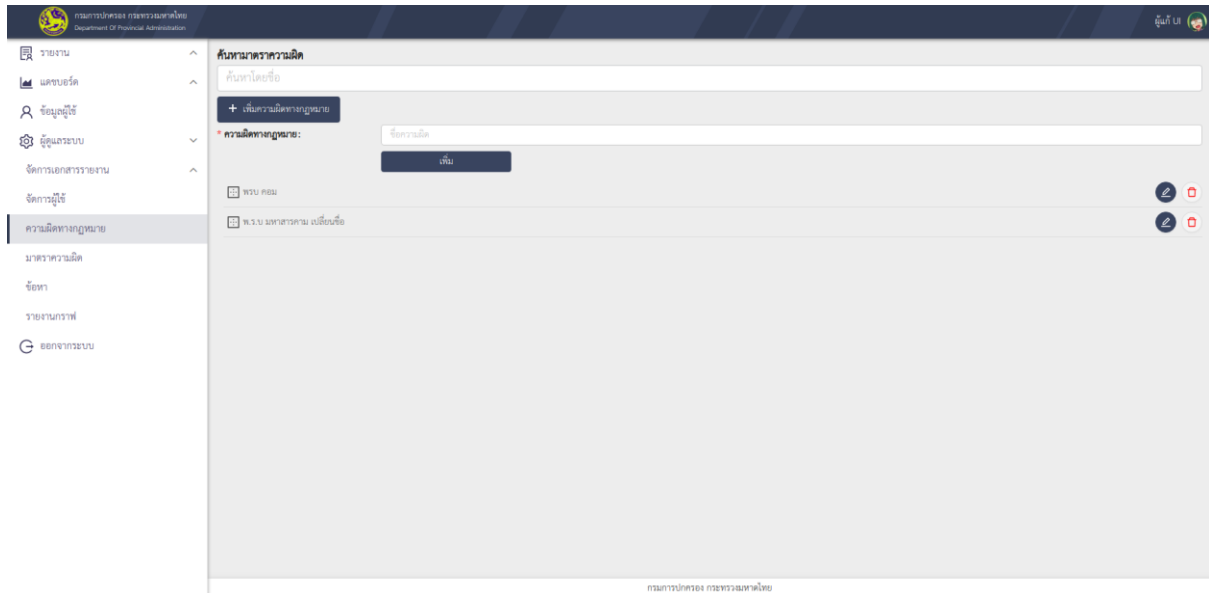 กรมการปกครอง กระทรวงมหาดไทย
Department Of Provincial Administration
ผู้แก้ UI
รายงาน
แดชบอร์ด
ข้อมูลผู้ใช้
ผู้ดูแลระบบ
จัดการเอกสารรายงาน
จัดการผู้ใช้
ความผิดทางกฎหมาย
มาตราความผิด
ข้อหา
รายงานกราฟ
ออกจากระบบ
ค้นหามาตราความผิด
ค้นหาโดยชื่อ
+ เพิ่มความผิดทางกฎหมาย
* ความผิดทางกฎหมาย:
ชื่อความผิด
เพิ่ม
พรบ คอม
พ.ร.บ มหาสารคาม เปลี่ยนชื่อ
กรมการปกครอง กระทรวงมหาดไทย